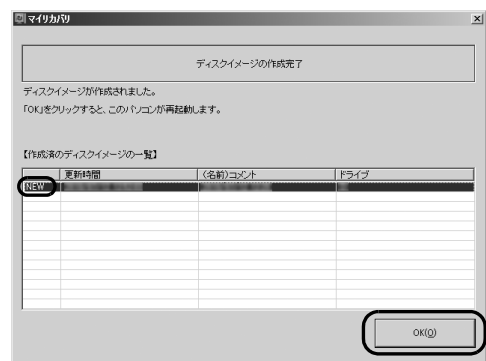 マイリカバリ
ディスクイメージの作成完了
ディスクイメージが作成されました。
「OK」をクリックすると、このパソコンが再起動します。
【作成済のディスクイメージの一覧】
更新時間 (名前)コメント ドライブ
NEW
OK(O)